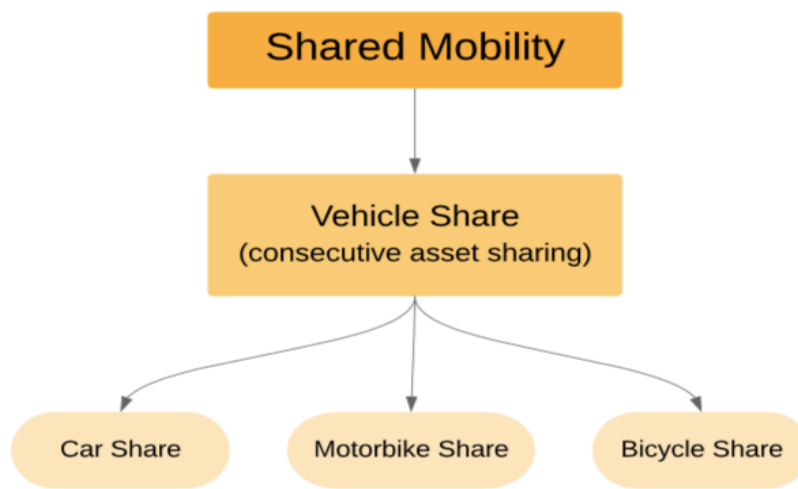 Shared Mobility
Vehicle Share
(consecutive asset sharing)
Car Share
Motorbike Share
Bicycle Share